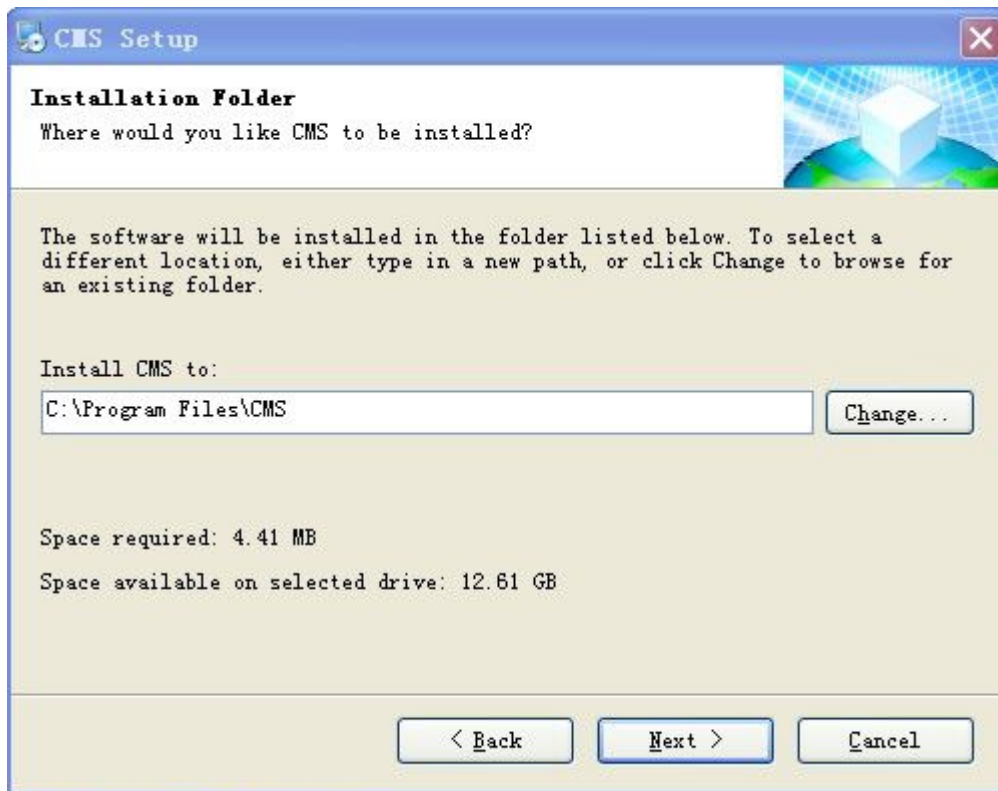 CMS Setup
Installation Folder
Where would you like CMS to be installed?
The software will be installed in the folder listed below. To select a
different location, either type in a new path, or click Change to browse for
an existing folder.
Install CMS to:
C:\Program Files\CMS
Change...
Space required: 4.41 MB
Space available on selected drive: 12.61 GB
< Back
Next >
Cancel